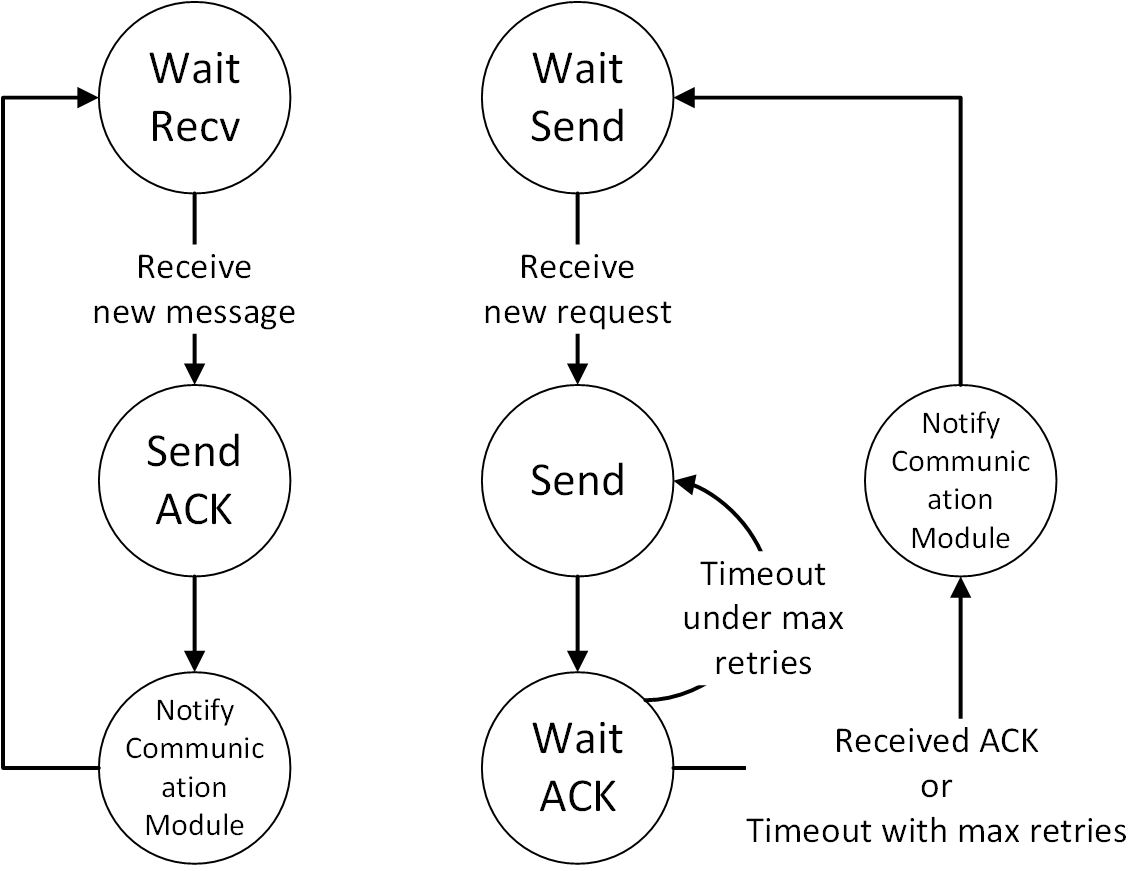 Wait
Recv
Receive
new message
Send
ACK
Notify
Communic
ation
Module
Wait
Send
Receive
new request
Send
Timeout
under max
retries
Wait
ACK
Notify
Communic
ation
Module
Received ACK
or
Timeout with max retries